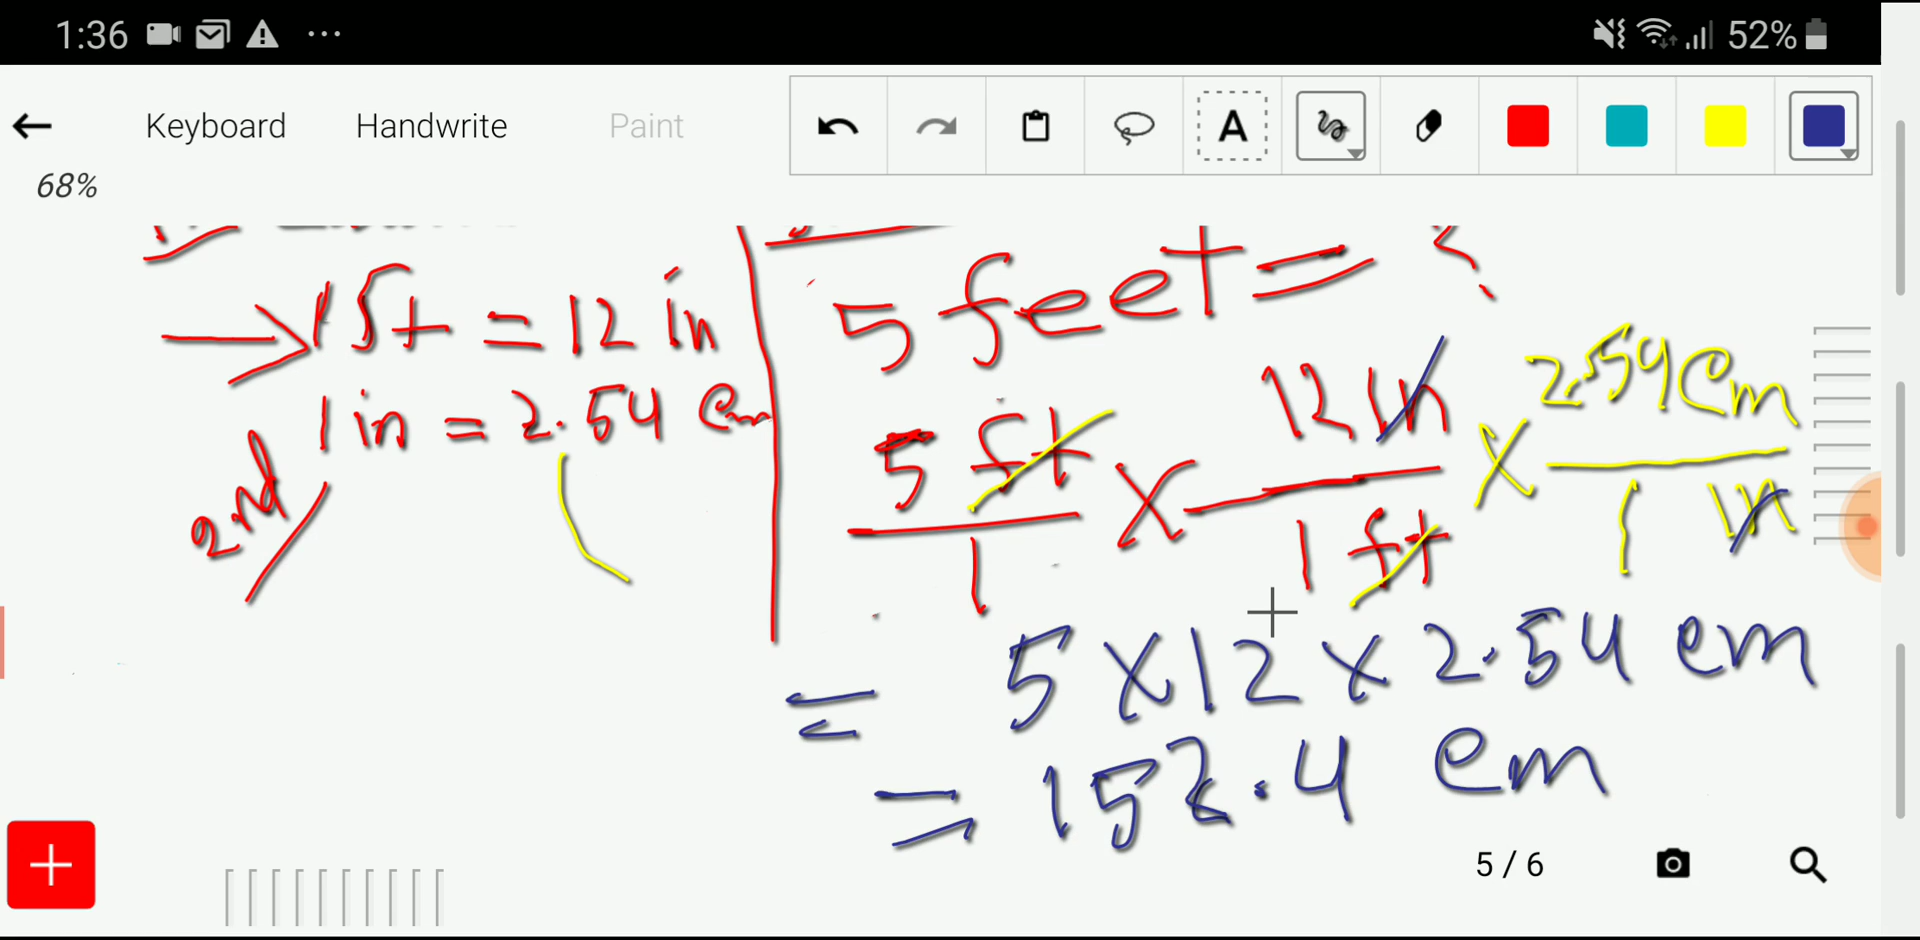 1:36 ... 52%
Keyboard Handwrite Paint A
68%
1 ft = 12 in
1 in = 2.54 cm
2nd
5 feet = ?
5 ft / 1 X 12 in / 1 ft X 2.54 cm / 1 in
= 5 X 12 X 2.54 cm
= 152.4 cm
5 / 6